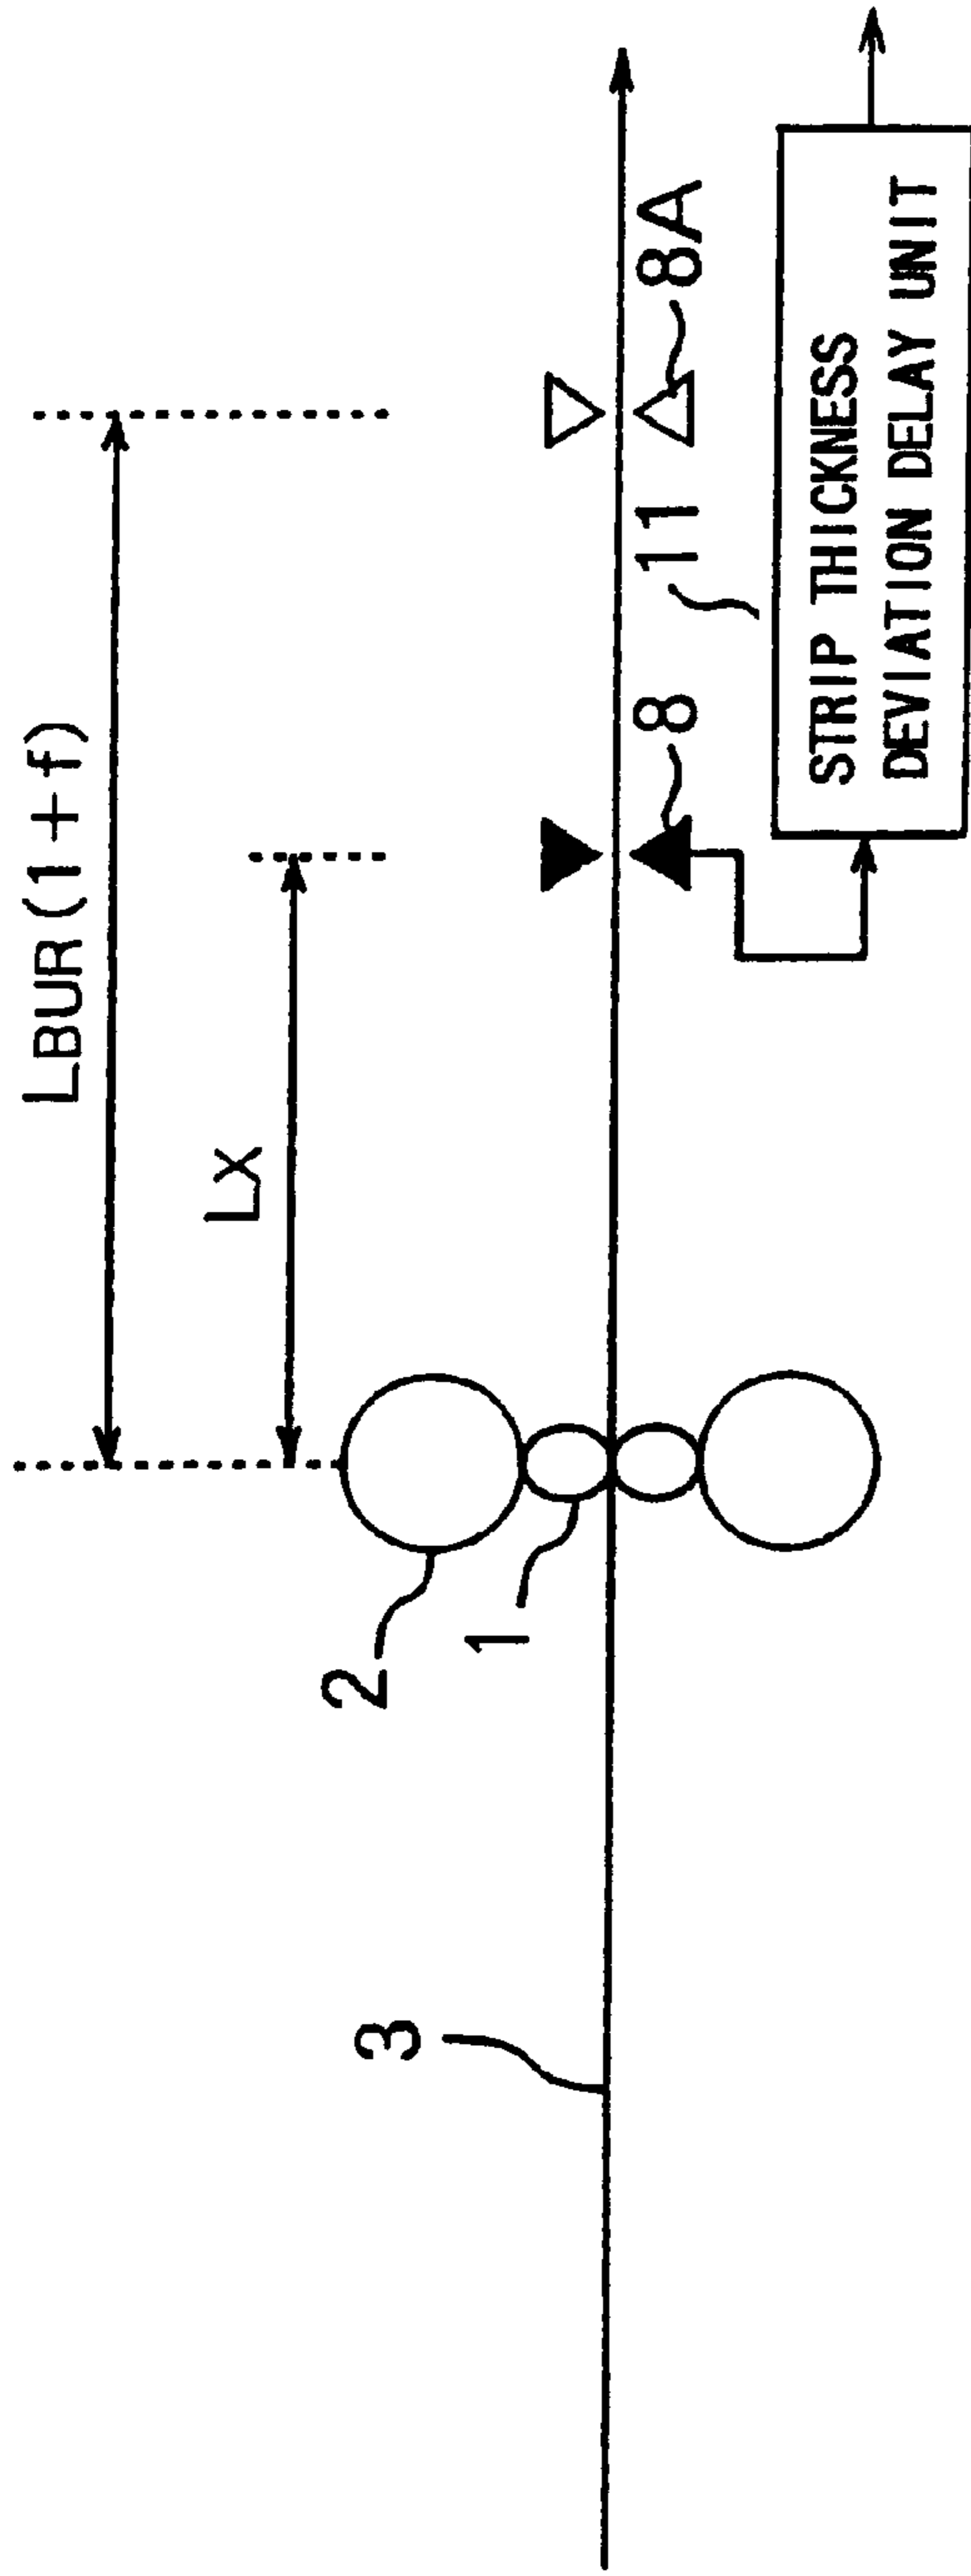 LBUR(1+f)
LX
2
1
3
8
11
8A
STRIP THICKNESS
DEVIATION DELAY UNIT